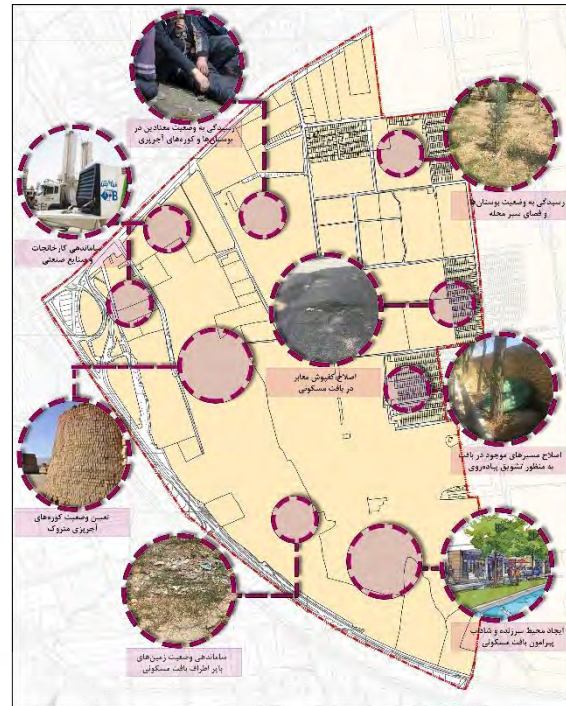 رسیدگی به وضعیت معتادین در
بوستان‌ها و کوره‌های آجرپزی
رسیدگی به وضعیت بوستان‌ها
و فضای سبز محله
ساماندهی کارخانجات
و صنایع صنعتی
اصلاح کفپوش معابر
در بافت مسکونی
اصلاح مسیرهای موجود در بافت
به منظور تشویق پیاده‌روی
تعیین وضعیت کوره‌های
آجرپزی متروک
ساماندهی وضعیت زمین‌های
بایر اطراف بافت مسکونی
ایجاد محیط سرزنده و شاداب
پیرامون بافت مسکونی